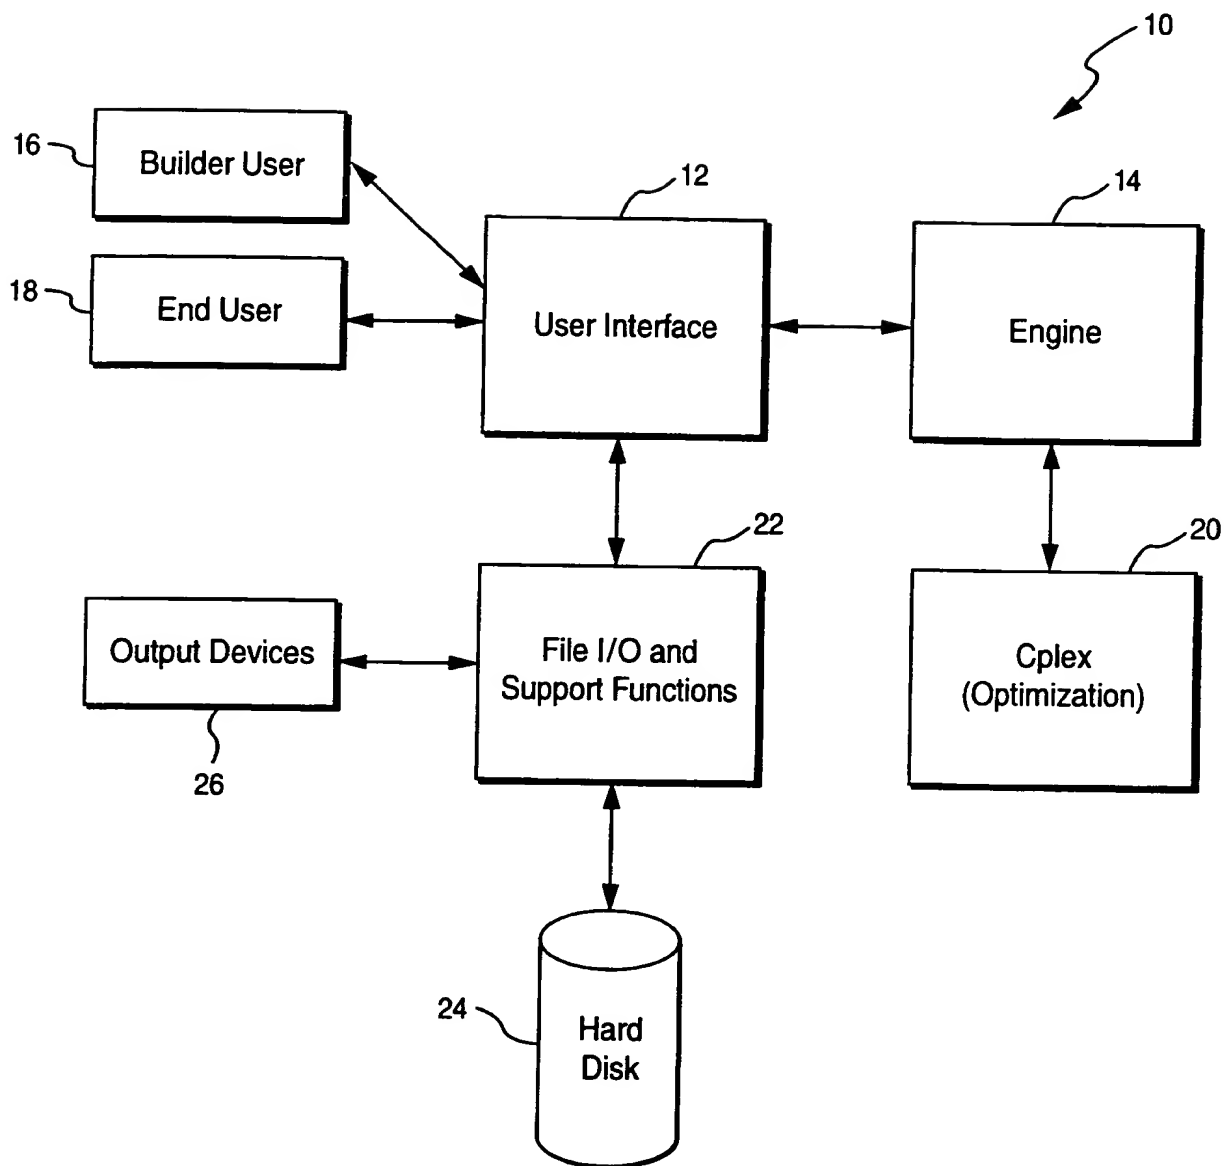 10
16
Builder User
12
14
18
End User
User Interface
Engine
22
20
Output Devices
File I/O and
Support Functions
Cplex
(Optimization)
26
24
Hard
Disk